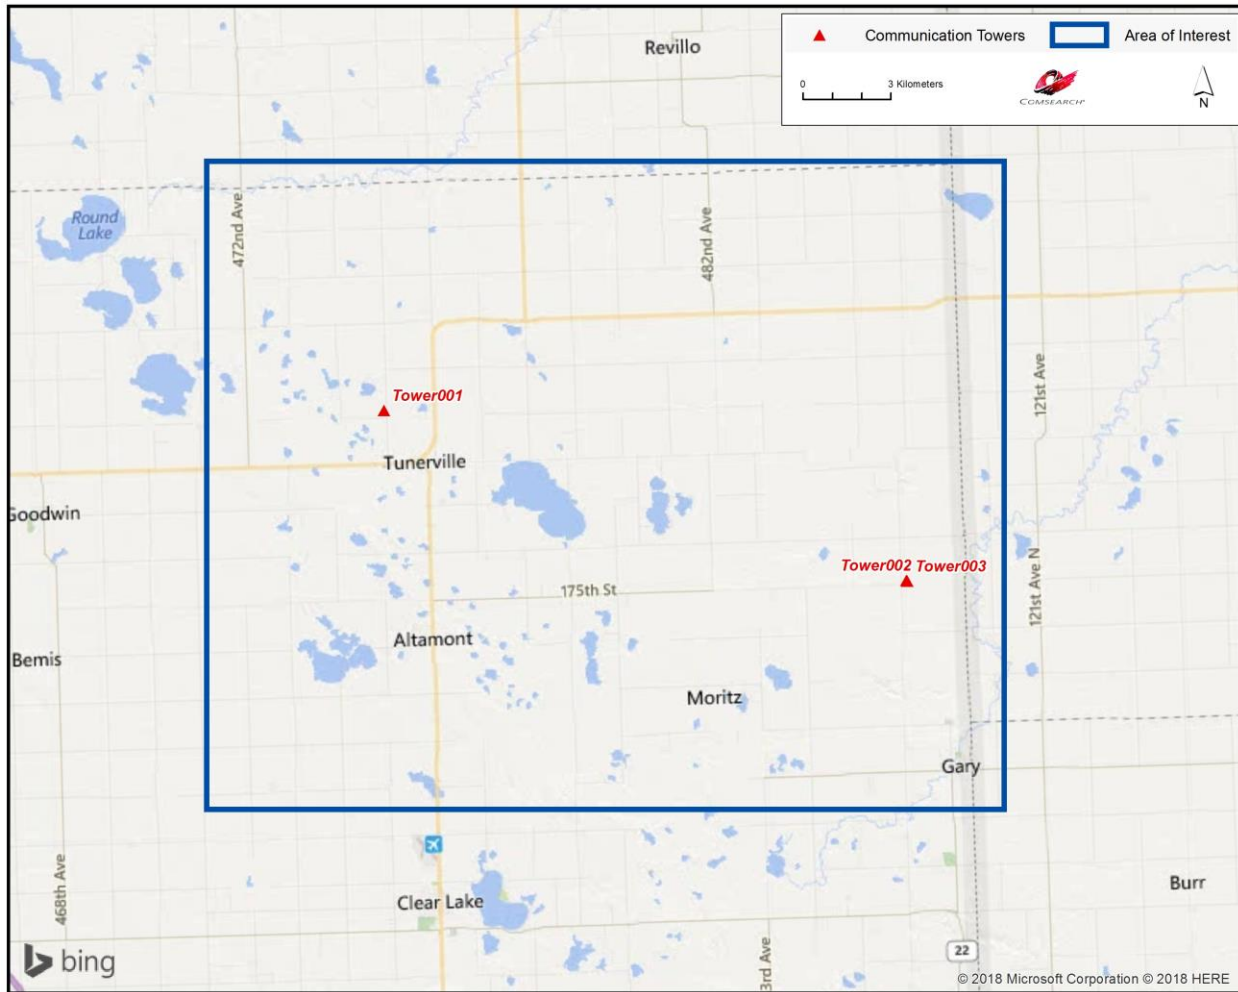 Revillo
Communication Towers
Area of Interest
0
3 Kilometers
COMSEARCH
N
Round
Lake
472nd Ave
482nd Ave
Tower001
121st Ave
Tunerville
Goodwin
Tower002 Tower003
175th St
121st Ave N
Altamont
Bemis
Moritz
Gary
468th Ave
Clear Lake
Burr
3rd Ave
22
bing
© 2018 Microsoft Corporation © 2018 HERE